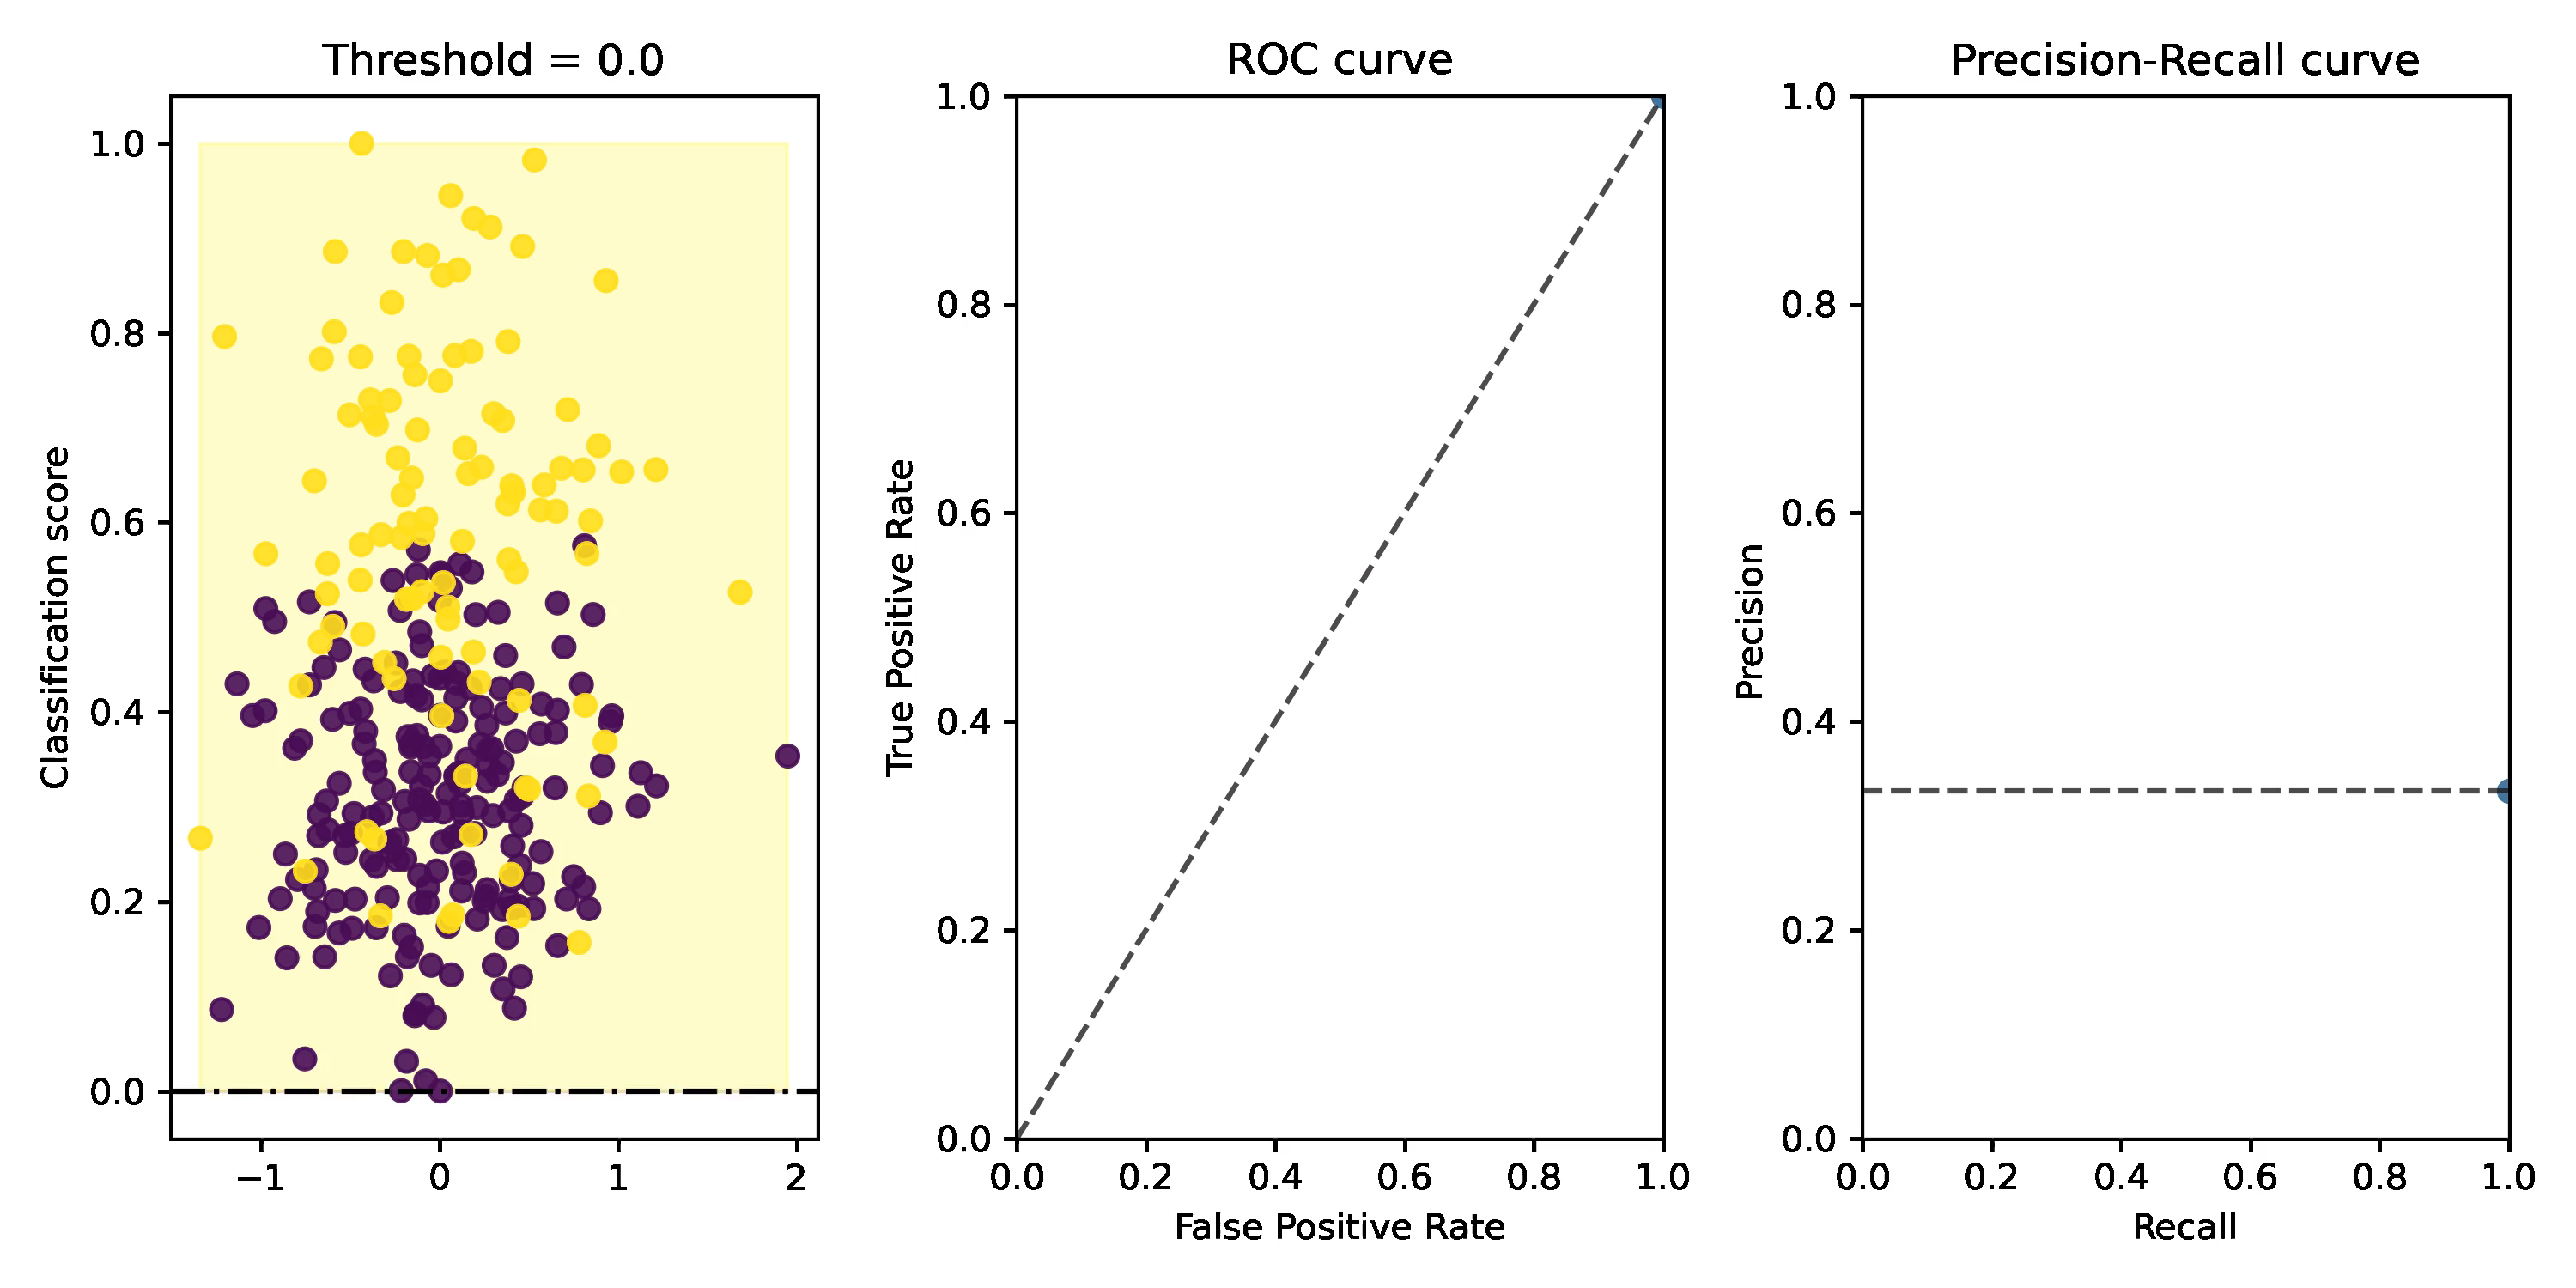 Threshold = 0.0
1.0
0.8
0.6
0.4
0.2
0.0
Classification score
−1 0 1 2
ROC curve
1.0
0.8
0.6
0.4
0.2
0.0
True Positive Rate
0.0 0.2 0.4 0.6 0.8 1.0
False Positive Rate
Precision-Recall curve
1.0
0.8
0.6
0.4
0.2
0.0
Precision
0.0 0.2 0.4 0.6 0.8 1.0
Recall